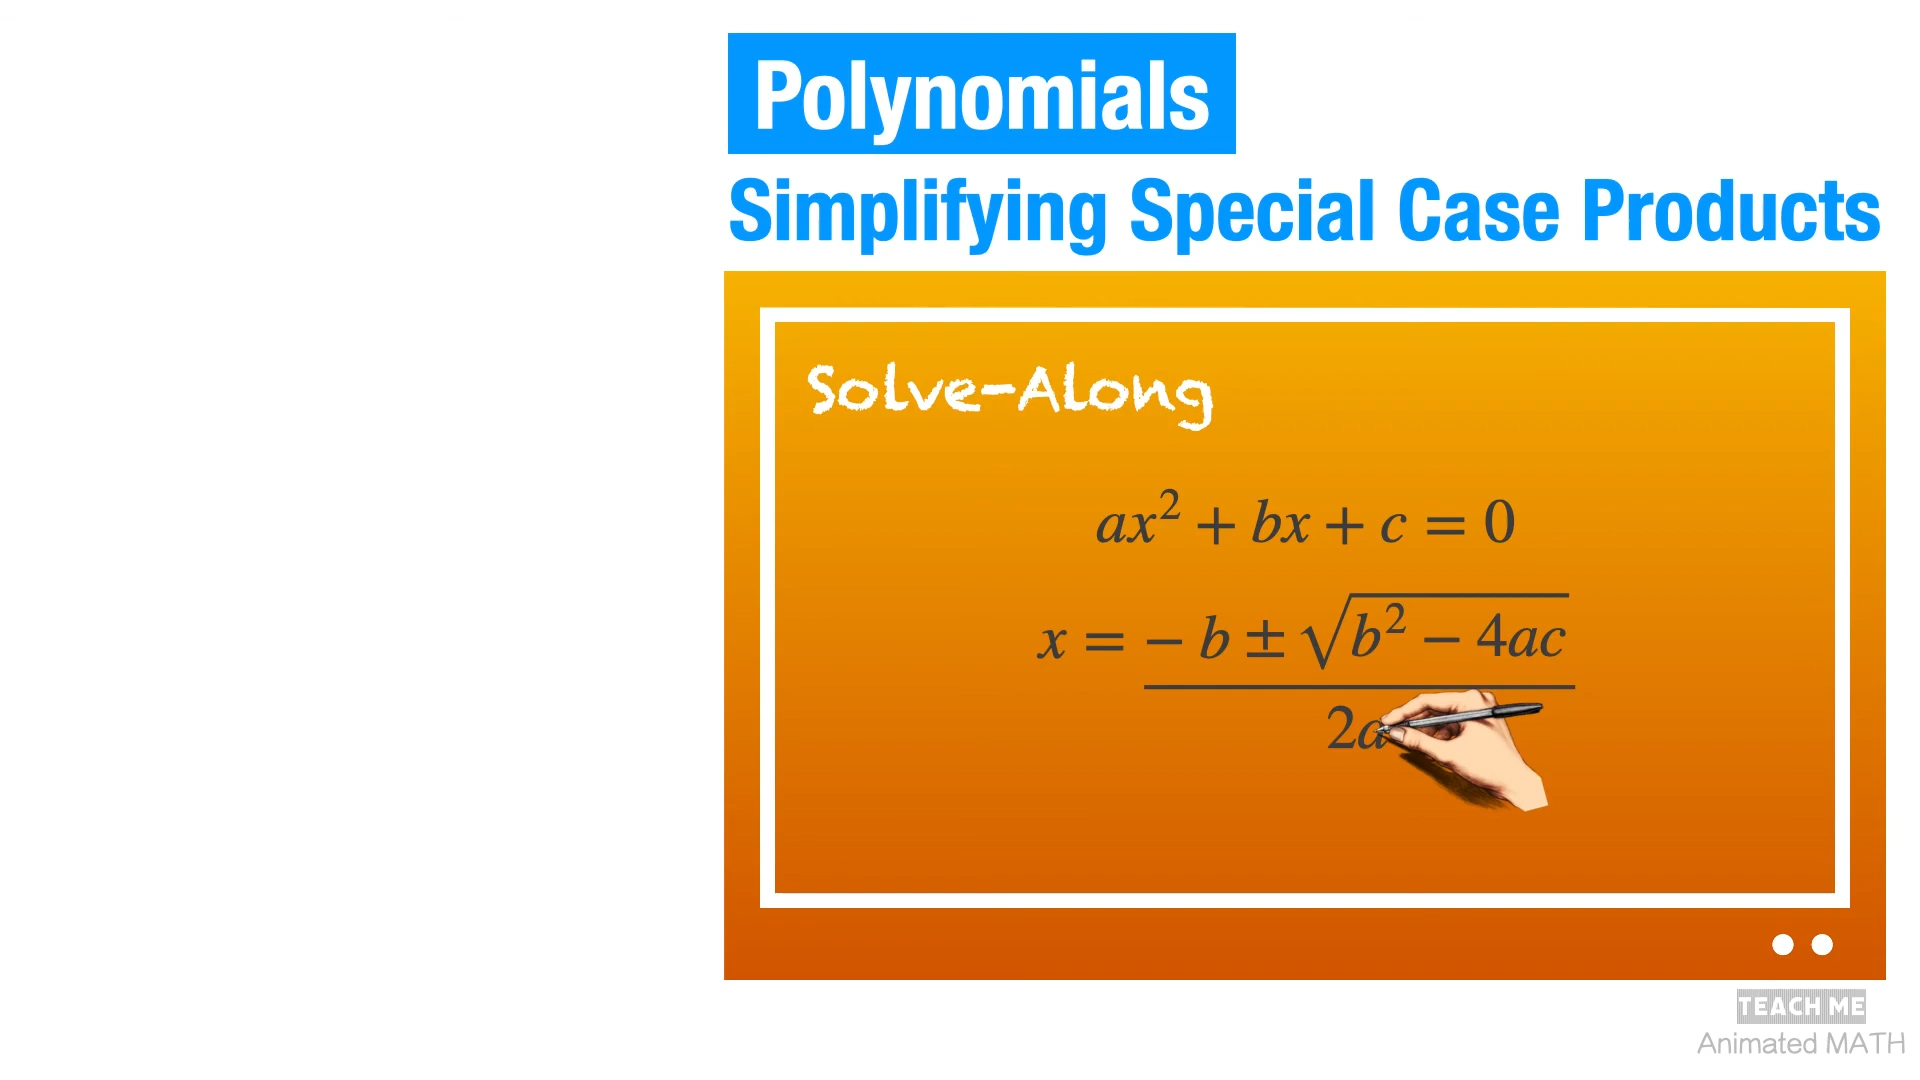 Polynomials
Simplifying Special Case Products
Solve-Along
ax² + bx + c = 0
x = − b ± √b² − 4ac
2a
TEACH ME
Animated MATH